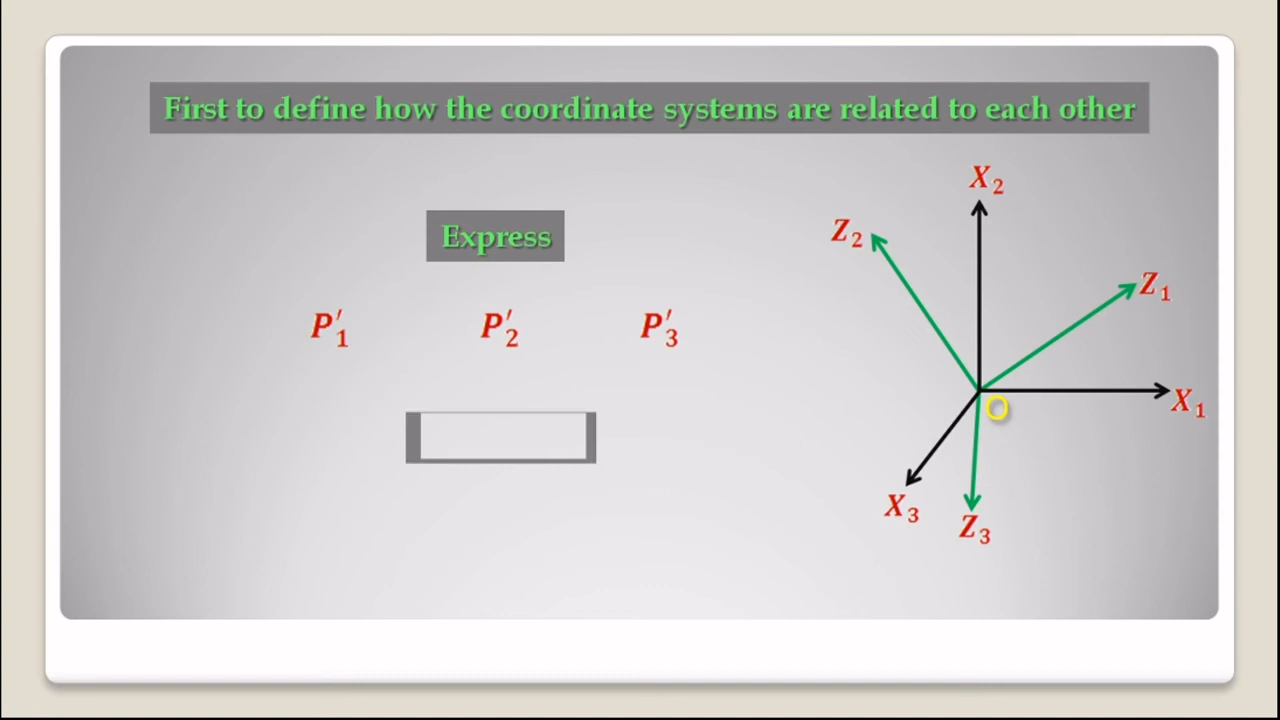 First to define how the coordinate systems are related to each other
X₂
Z₂
Express
Z₁
P′₁ P′₂ P′₃
X₁
O
X₃
Z₃